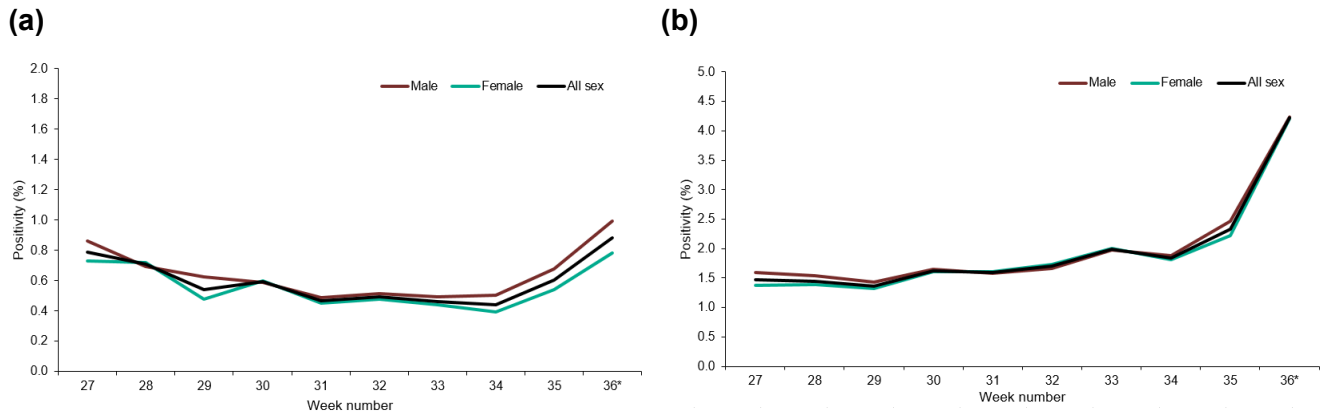 (a)
2.0
1.8
1.6
1.4
1.2
1.0
0.8
0.6
0.4
0.2
0.0
Positivity (%)
Male Female All sex
27 28 29 30 31 32 33 34 35 36*
Week number
(b)
5.0
4.5
4.0
3.5
3.0
2.5
2.0
1.5
1.0
0.5
0.0
Positivity (%)
Male Female All sex
27 28 29 30 31 32 33 34 35 36*
Week number